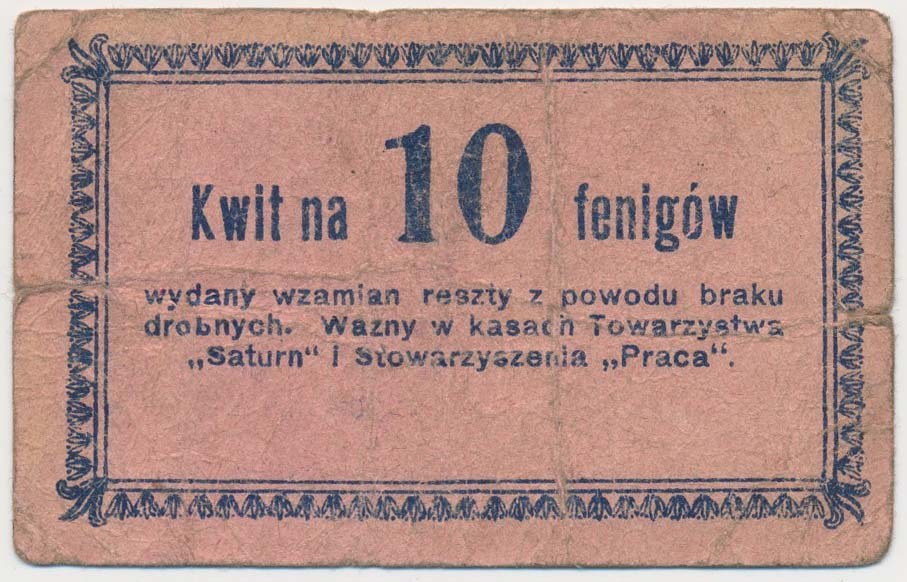 Kwit na 10 fenigów
wydany wzamian reszty z powodu braku
drobnych. Wazny w kasach Towarzystwa
„Saturn“ i Stowarzyszenia „Praca“.